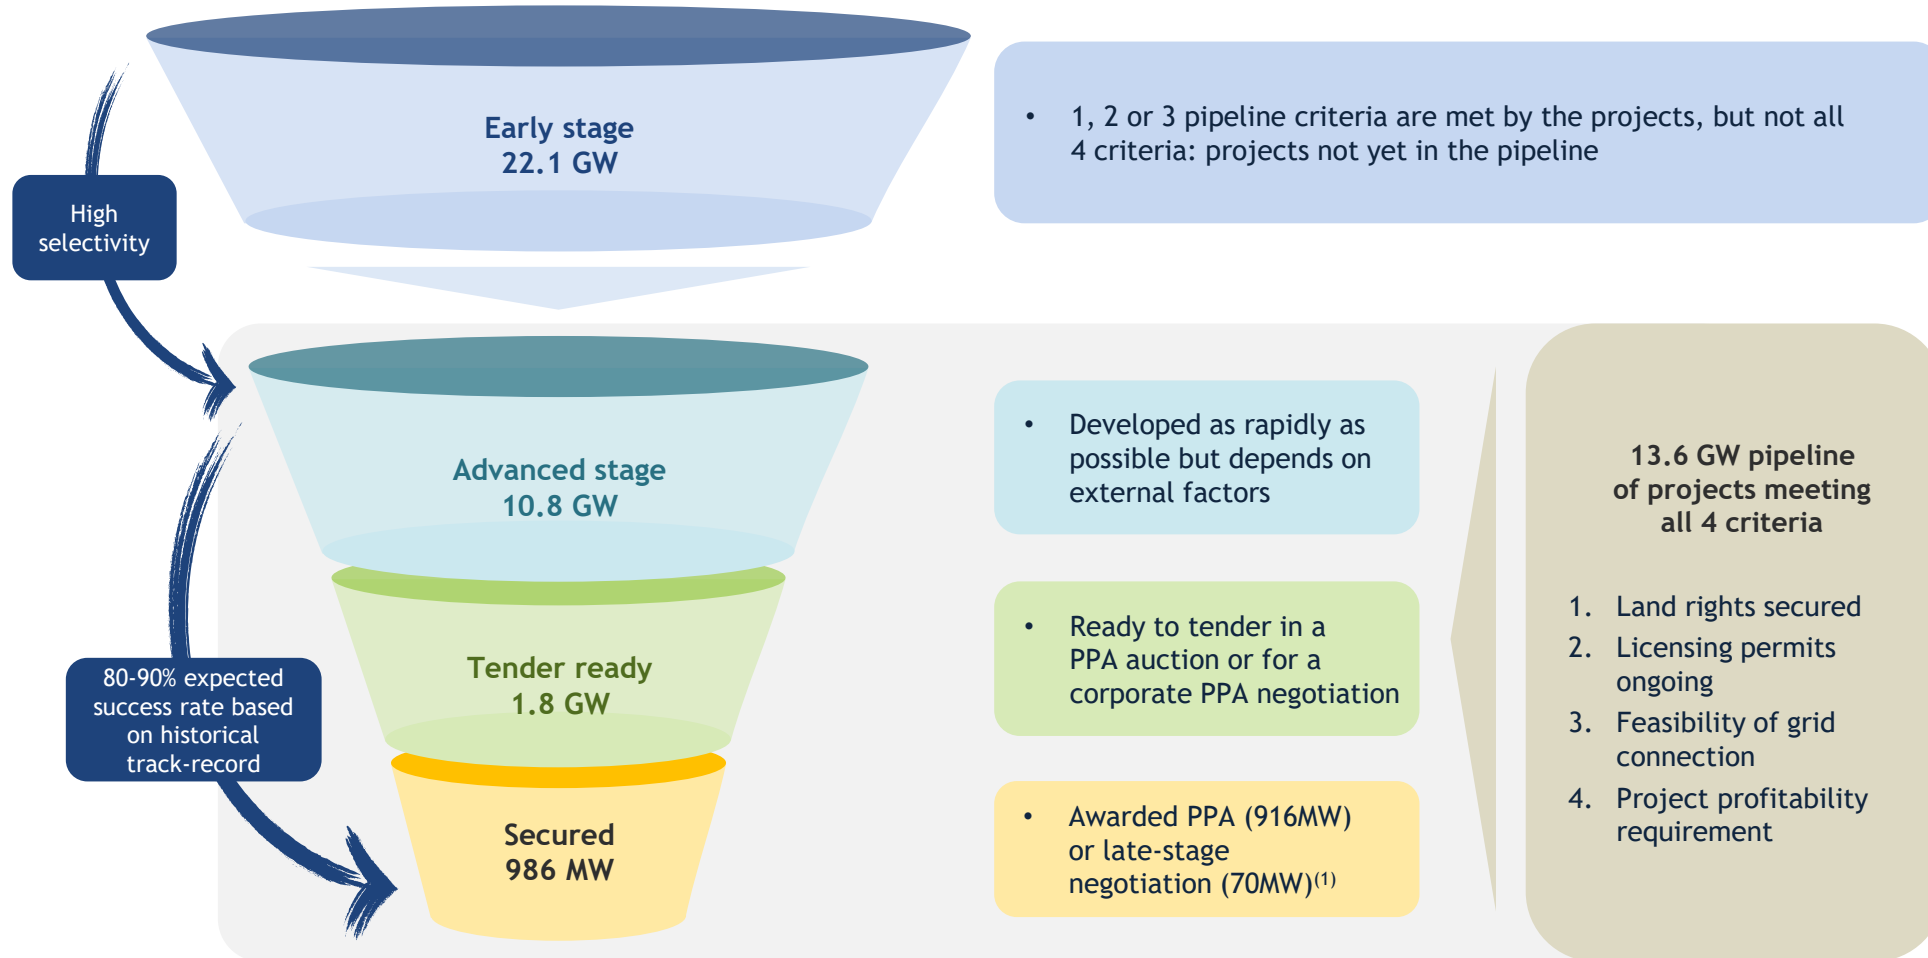 Early stage
22.1 GW
• 1, 2 or 3 pipeline criteria are met by the projects, but not all
4 criteria: projects not yet in the pipeline
High
selectivity
Advanced stage
10.8 GW
• Developed as rapidly as
possible but depends on
external factors
Tender ready
1.8 GW
• Ready to tender in a
PPA auction or for a
corporate PPA negotiation
80-90% expected
success rate based
on historical
track-record
Secured
986 MW
• Awarded PPA (916MW)
or late-stage
negotiation (70MW)(1)
13.6 GW pipeline
of projects meeting
all 4 criteria
1. Land rights secured
2. Licensing permits
ongoing
3. Feasibility of grid
connection
4. Project profitability
requirement